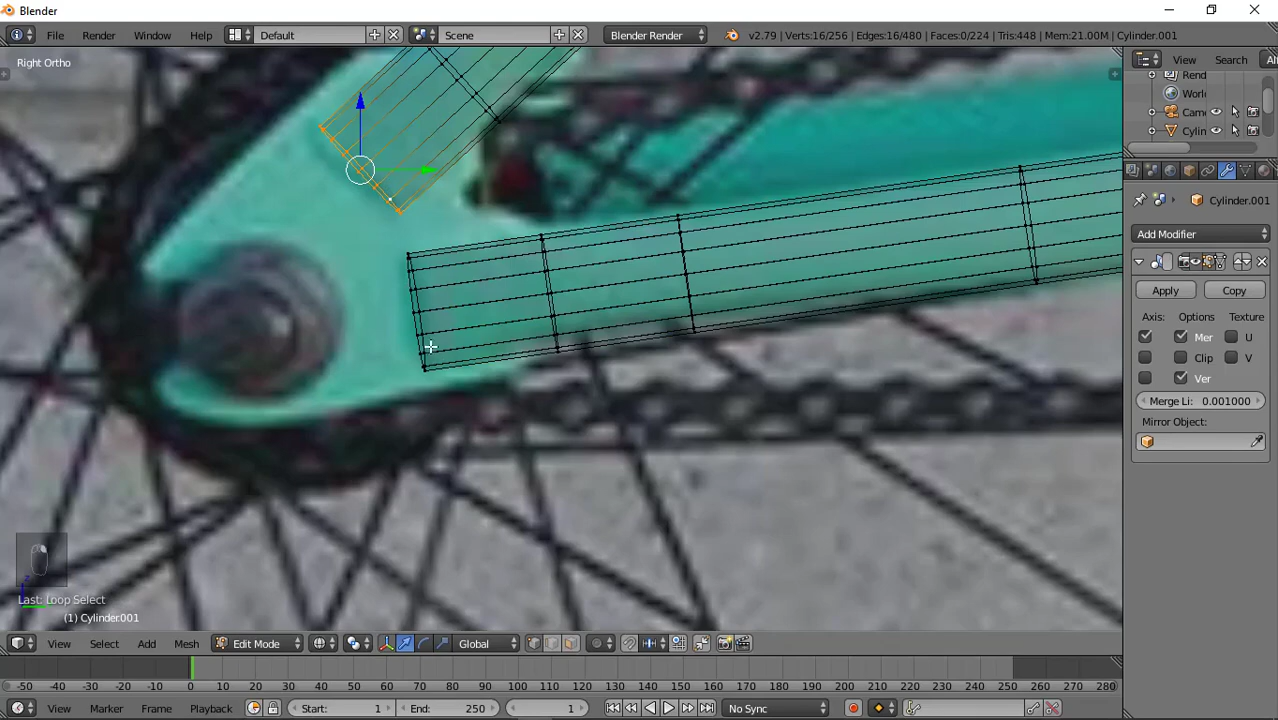 Blender
File Render Window Help Default Scene Blender Render v2.79 | Verts:16/256 | Edges:16/480 | Faces:0/224 | Tris:448 | Mem:21.00M | Cylinder.001
Right Ortho
View Search Al
Rend
Worl
Came
Cylin
Cylinder.001
Add Modifier
Apply Copy
Axis: Options Textures:
Mer U
Clip V
Ver
Merge Li: 0.001000
Mirror Object:
Last: Loop Select
(1) Cylinder.001
View Select Add Mesh Edit Mode Global
-50 -40 -30 -20 -10 0 10 20 30 40 50 60 70 80 90 100 110 120 130 140 150 160 170 180 190 200 210 220 230 240 250 260 270 280
View Marker Frame Playback Start: 1 End: 250 1 No Sync